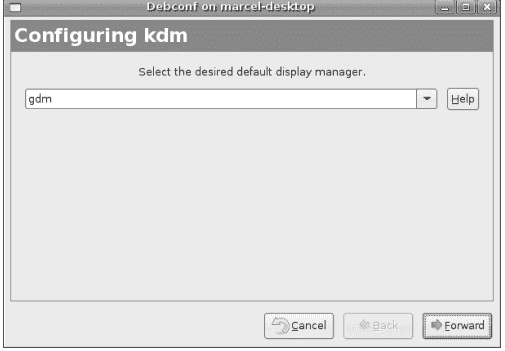 Debconf on marcel-desktop
Configuring kdm
Select the desired default display manager.
gdm
Help
Cancel
Back
Forward